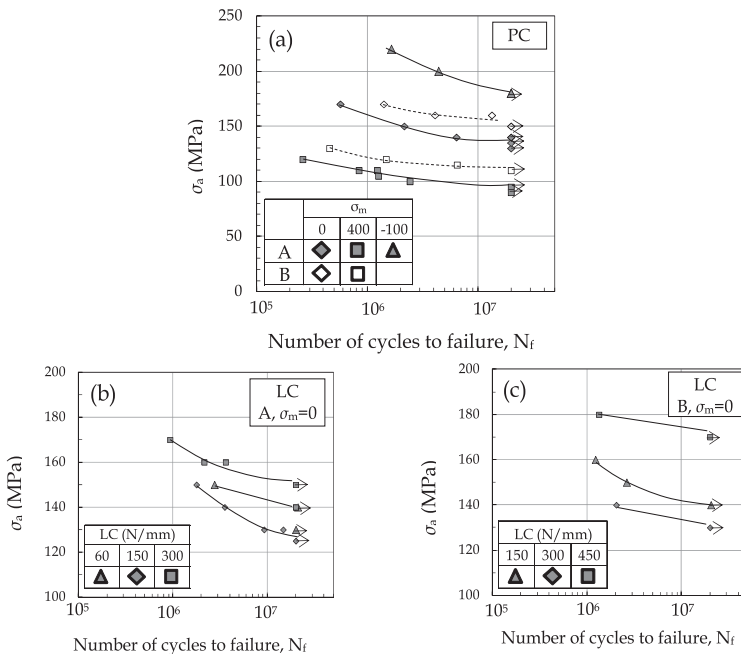 (a)
PC
250
200
150
100
50
0
σa (MPa)
σm
0 400 -100
A
B
10⁵ 10⁶ 10⁷
Number of cycles to failure, Nf
(b)
LC
A, σm=0
200
180
160
140
120
100
σa (MPa)
LC (N/mm)
60 150 300
10⁵ 10⁶ 10⁷
Number of cycles to failure, Nf
(c)
LC
B, σm=0
200
180
160
140
120
100
σa (MPa)
LC (N/mm)
150 300 450
10⁵ 10⁶ 10⁷
Number of cycles to failure, Nf